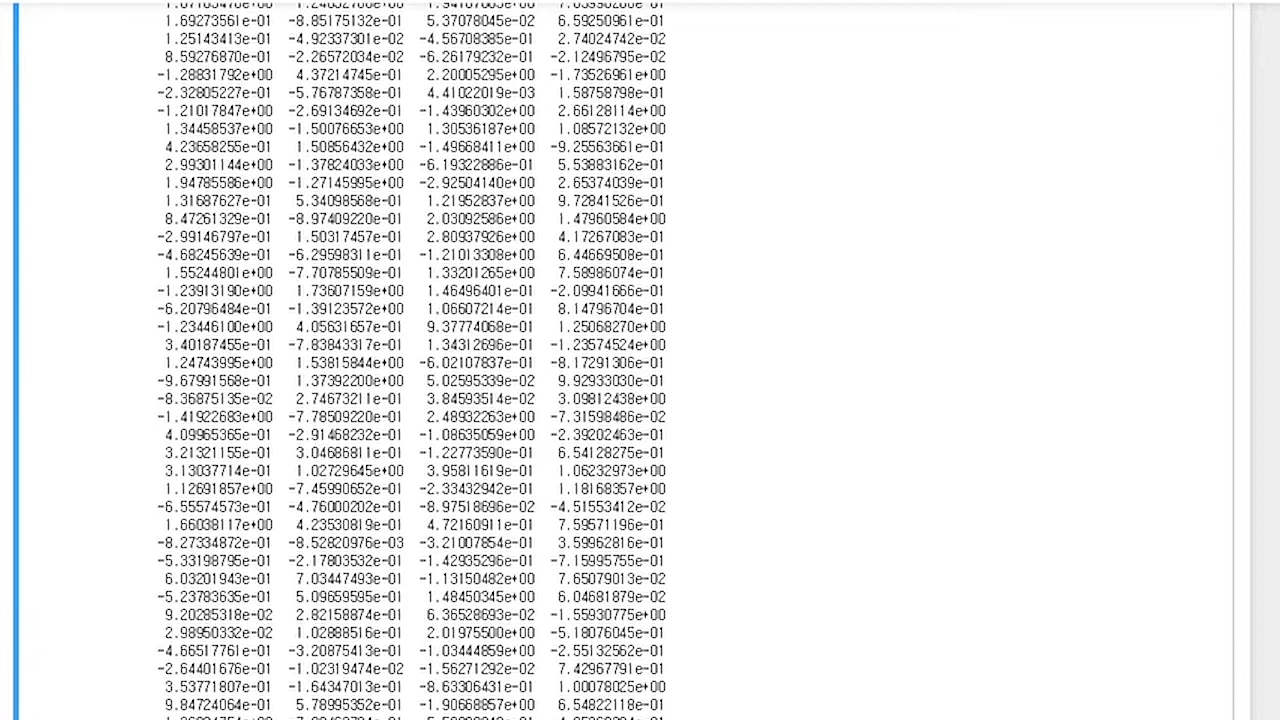 1.69273561e-01 -8.85175132e-01 5.37078045e-02 6.59250961e-01
1.25143413e-01 -4.92337301e-02 -4.56708385e-01 2.74024742e-02
8.59276870e-01 -2.26572034e-02 -6.26179232e-01 -2.12496795e-02
-1.28831792e+00 4.37214745e-01 2.20005295e+00 -1.73526961e+00
-2.32805227e-01 -5.76787358e-01 4.41022019e-03 1.58758798e-01
-1.21017847e+00 -2.69134692e-01 -1.43960302e+00 2.66128114e+00
1.34458537e+00 -1.50076653e+00 1.30536187e+00 1.08572132e+00
4.23658255e-01 1.50856432e+00 -1.49668411e+00 -9.25563661e-01
2.99301144e+00 -1.37824033e+00 -6.19322886e-01 5.53883162e-01
1.94785586e+00 -1.27145995e+00 -2.92504140e+00 2.65374039e-01
1.31687627e-01 5.34098568e-01 1.21952837e+00 9.72841526e-01
8.47261329e-01 -8.97409220e-01 2.03092586e+00 1.47960584e+00
-2.99146797e-01 1.50317457e-01 2.80937926e+00 4.17267083e-01
-4.68245639e-01 -6.29598311e-01 -1.21013308e+00 6.44669508e-01
1.55244801e+00 -7.70785509e-01 1.33201265e+00 7.58986074e-01
-1.23913190e+00 1.73607159e+00 1.46496401e-01 -2.09941666e-01
-6.20796484e-01 -1.39123572e+00 1.06607214e-01 8.14796704e-01
-1.23446100e+00 4.05631657e-01 9.37774068e-01 1.25068270e+00
3.40187455e-01 -7.83843317e-01 1.34312696e-01 -1.23574524e+00
1.24743995e+00 1.53815844e+00 -6.02107837e-01 -8.17291306e-01
-9.67991568e-01 1.37392200e+00 5.02595339e-02 9.92933030e-01
-8.36875135e-02 2.74673211e-01 3.84593514e-02 3.09812438e+00
-1.41922683e+00 -7.78509220e-01 2.48932263e+00 -7.31598486e-02
4.09965365e-01 -2.91468232e-01 -1.08635059e+00 -2.39202463e-01
3.21321155e-01 3.04686811e-01 -1.22773590e-01 6.54128275e-01
3.13037714e-01 1.02729645e+00 3.95811619e-01 1.06232973e+00
1.12691857e+00 -7.45990652e-01 -2.33432942e-01 1.18168357e+00
-6.55574573e-01 -4.76000202e-01 -8.97518696e-02 -4.51553412e-02
1.66038117e+00 4.23530819e-01 4.72160911e-01 7.59571196e-01
-8.27334872e-01 -8.52820976e-03 -3.21007854e-01 3.59962816e-01
-5.33198795e-01 -2.17803532e-01 -1.42935296e-01 -7.15995755e-01
6.03201943e-01 7.03447493e-01 -1.13150482e+00 7.65079013e-02
-5.23783635e-01 5.09659595e-01 1.48450345e+00 6.04681879e-02
9.20285318e-02 2.82158874e-01 6.36528693e-02 -1.55930775e+00
2.98950332e-02 1.02888516e-01 2.01975500e+00 -5.18076045e-01
-4.66517761e-01 -3.20875413e-01 -1.03444859e+00 -2.55132562e-01
-2.64401676e-01 -1.02319474e-02 -1.56271292e-02 7.42967791e-01
3.53771807e-01 -1.64347013e-01 -8.63306431e-01 1.00078025e+00
9.84724064e-01 5.78995352e-01 -1.90668857e+00 6.54822118e-01